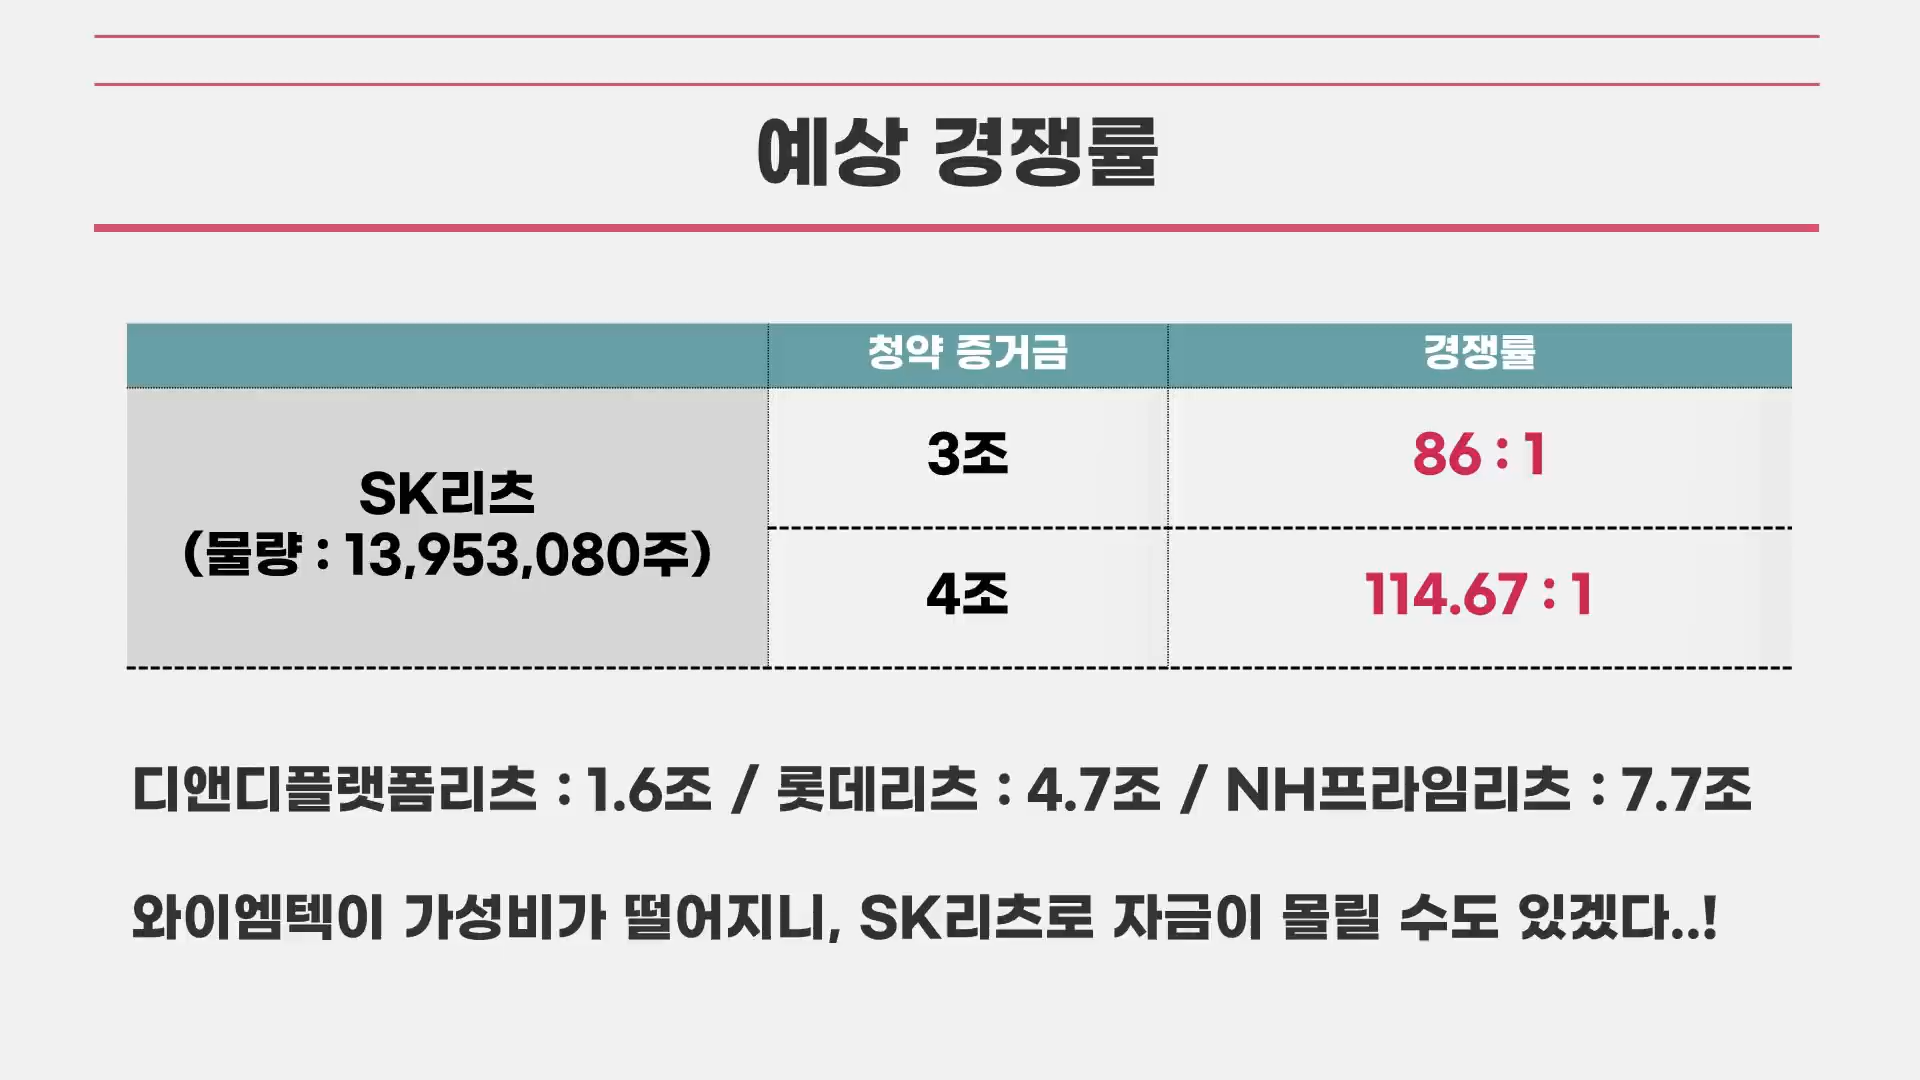 예상 경쟁률
청약 증거금 경쟁률
SK리츠
(물량 : 13,953,080주)
3조 86 : 1
4조 114.67 : 1
디앤디플랫폼리츠 : 1.6조 / 롯데리츠 : 4.7조 / NH프라임리츠 : 7.7조
와이엠텍이 가성비가 떨어지니, SK리츠로 자금이 몰릴 수도 있겠다..!